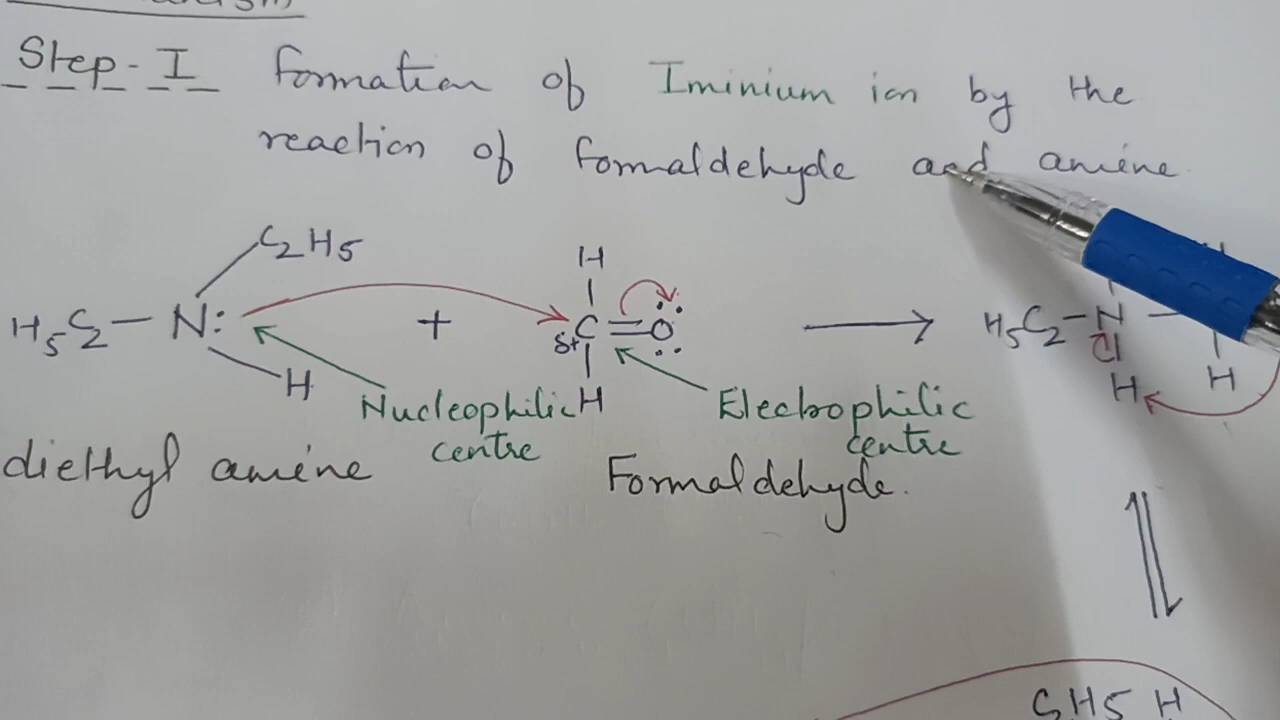 Step-I Formation of Iminium ion by the
reaction of formaldehyde and amine
C2H5
H
H5C2 — N: + δ+ C = O ⟶ H5C2 — N —
H
H H
H
Nucleophilic Electrophilic
centre centre
diethyl amine Formaldehyde.